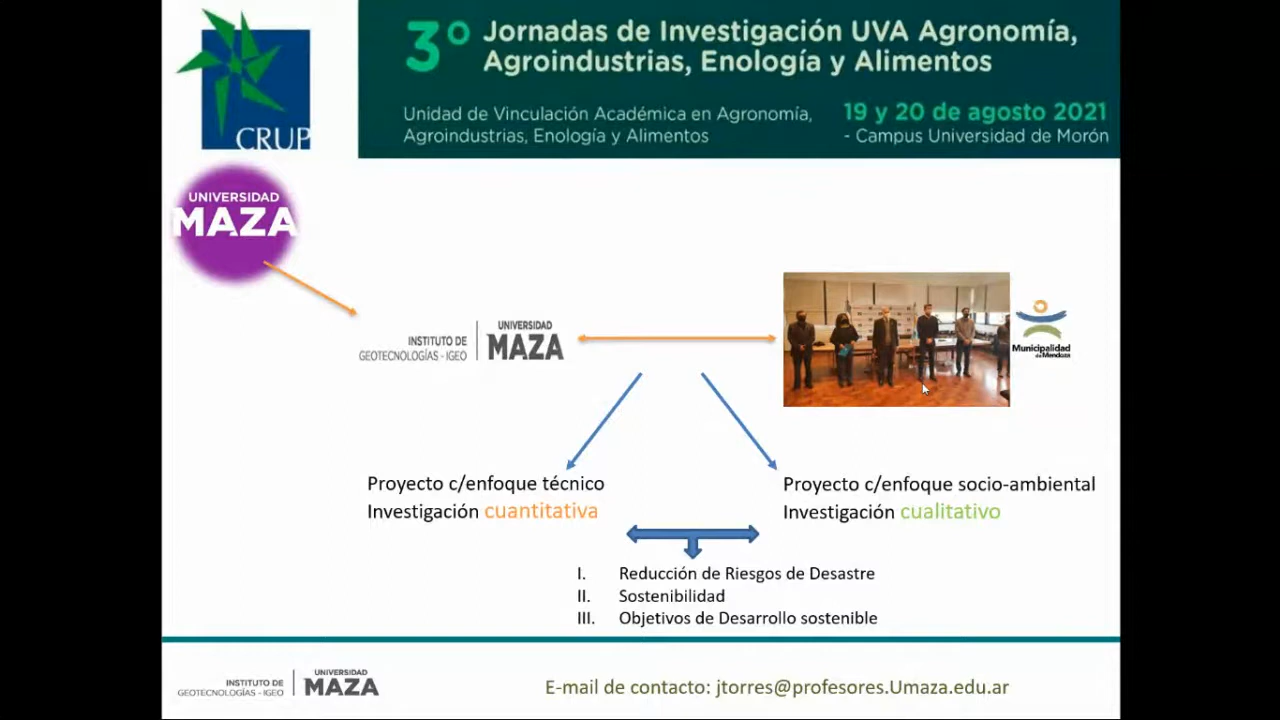 CRUP
3º Jornadas de Investigación UVA Agronomía,
Agroindustrias, Enología y Alimentos
Unidad de Vinculación Académica en Agronomía,
Agroindustrias, Enología y Alimentos
19 y 20 de agosto 2021
- Campus Universidad de Morón
UNIVERSIDAD
MAZA
INSTITUTO DE
GEOTECNOLOGÍAS - IGEO
UNIVERSIDAD
MAZA
Municipalidad
de Mendoza
Proyecto c/enfoque técnico
Investigación cuantitativa
Proyecto c/enfoque socio-ambiental
Investigación cualitativo
I. Reducción de Riesgos de Desastre
II. Sostenibilidad
III. Objetivos de Desarrollo sostenible
INSTITUTO DE
GEOTECNOLOGÍAS - IGEO
UNIVERSIDAD
MAZA
E-mail de contacto: jtorres@profesores.Umaza.edu.ar